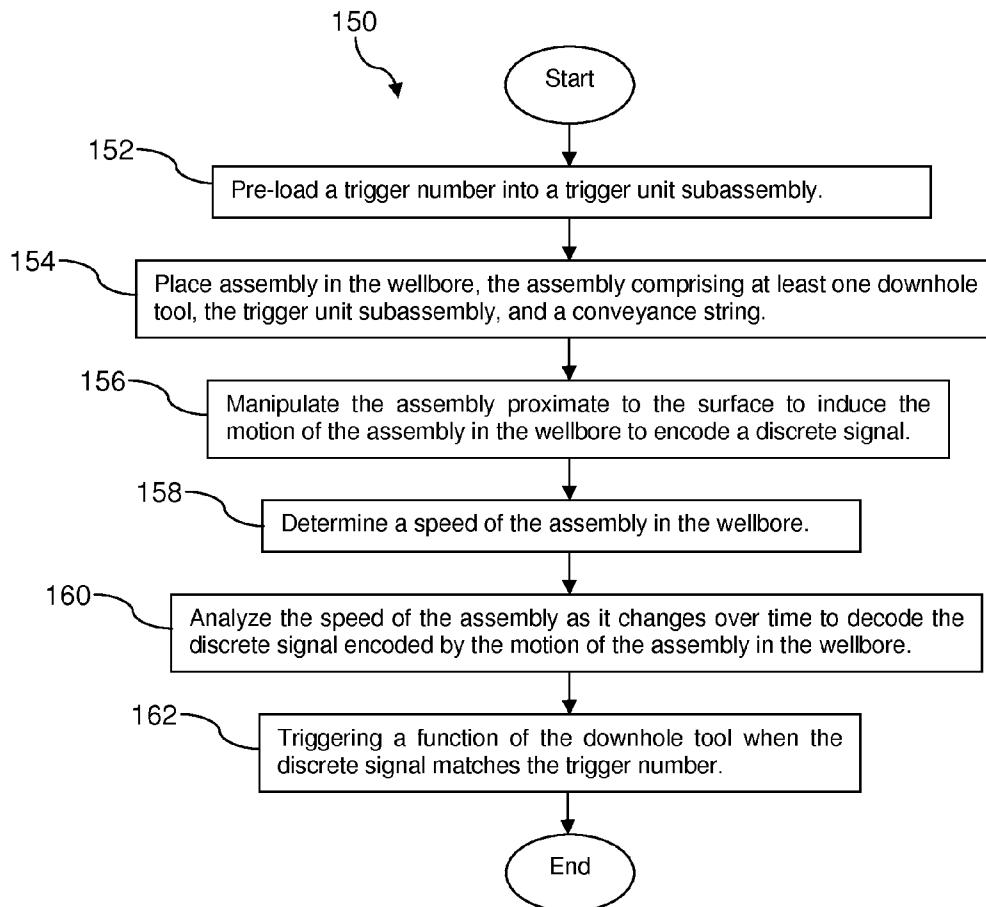 150
Start
152
Pre-load a trigger number into a trigger unit subassembly.
154
Place assembly in the wellbore, the assembly comprising at least one downhole
tool, the trigger unit subassembly, and a conveyance string.
156
Manipulate the assembly proximate to the surface to induce the
motion of the assembly in the wellbore to encode a discrete signal.
158
Determine a speed of the assembly in the wellbore.
160
Analyze the speed of the assembly as it changes over time to decode the
discrete signal encoded by the motion of the assembly in the wellbore.
162
Triggering a function of the downhole tool when the
discrete signal matches the trigger number.
End